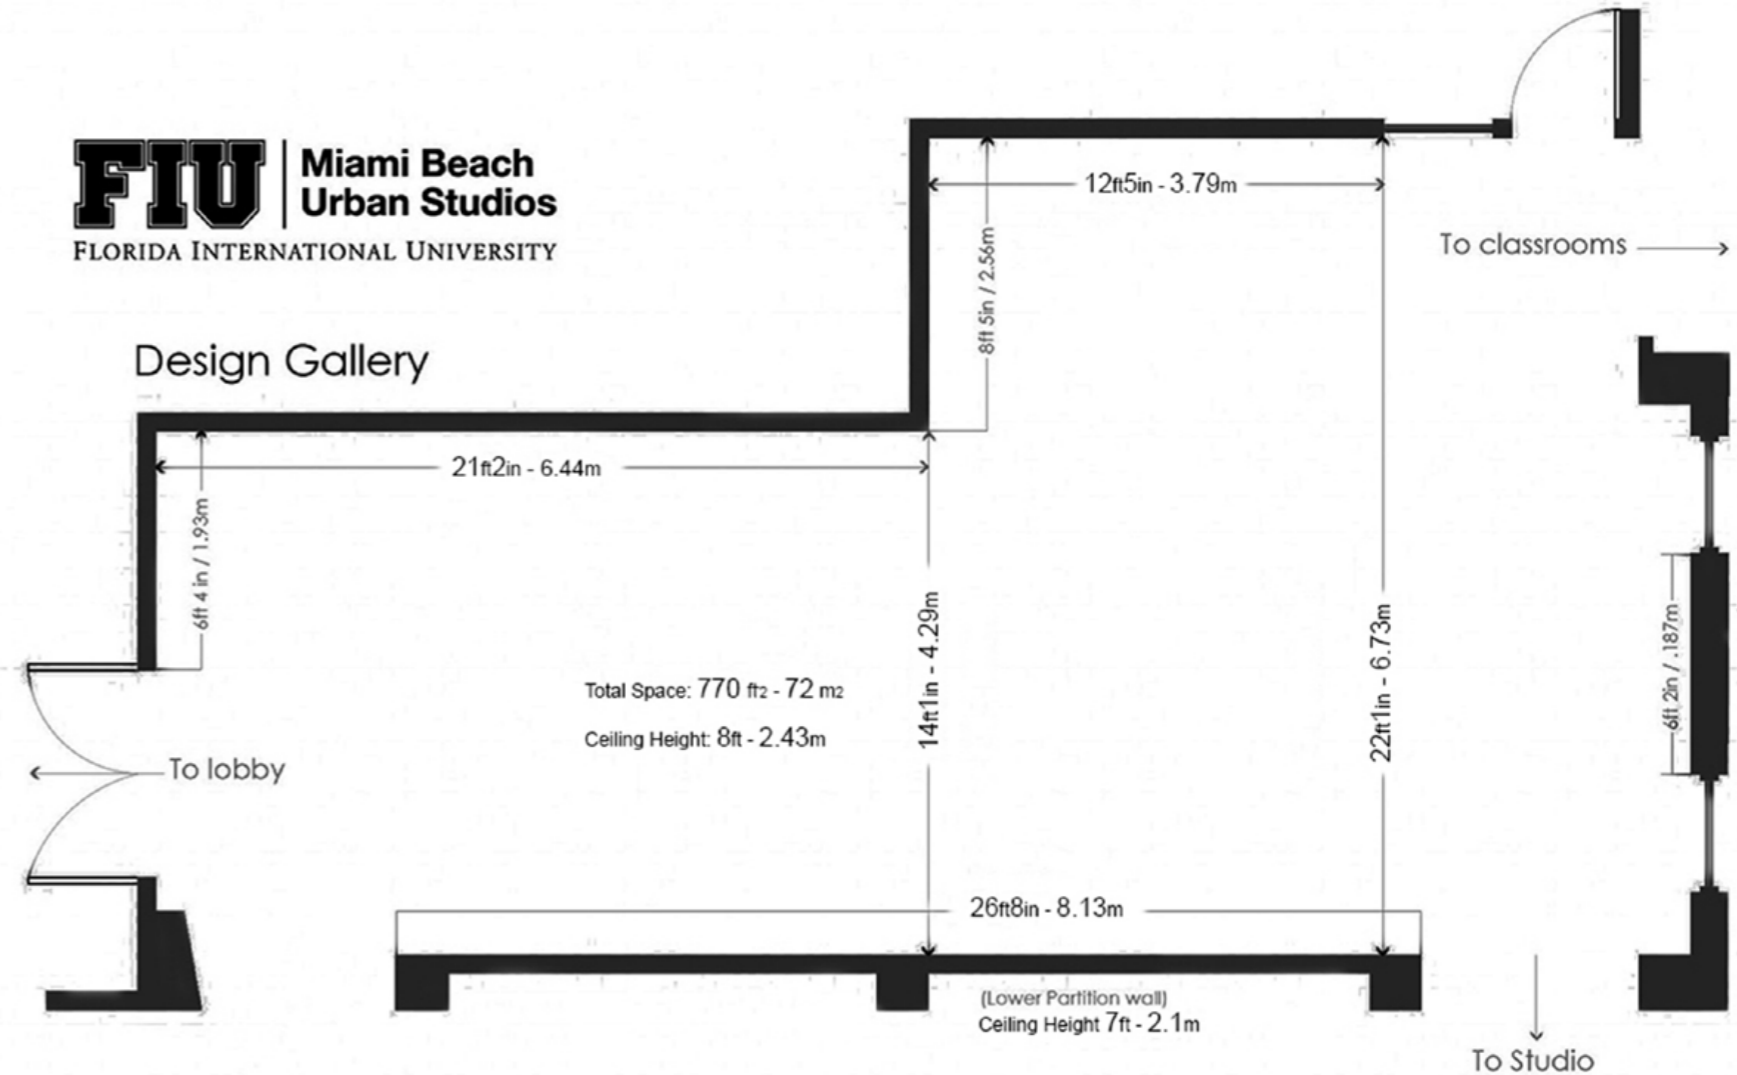 FIU
Miami Beach
Urban Studios
FLORIDA INTERNATIONAL UNIVERSITY
12ft5in - 3.79m
To classrooms
8ft 5in / 2.56m
Design Gallery
21ft2in - 6.44m
6ft 4 in / 1.93m
14ft1in - 4.29m
22ft1in - 6.73m
6ft 2in / .187m
Total Space: 770 ft2 - 72 m2
Ceiling Height: 8ft - 2.43m
To lobby
26ft8in - 8.13m
(Lower Partition wall)
Ceiling Height 7ft - 2.1m
To Studio